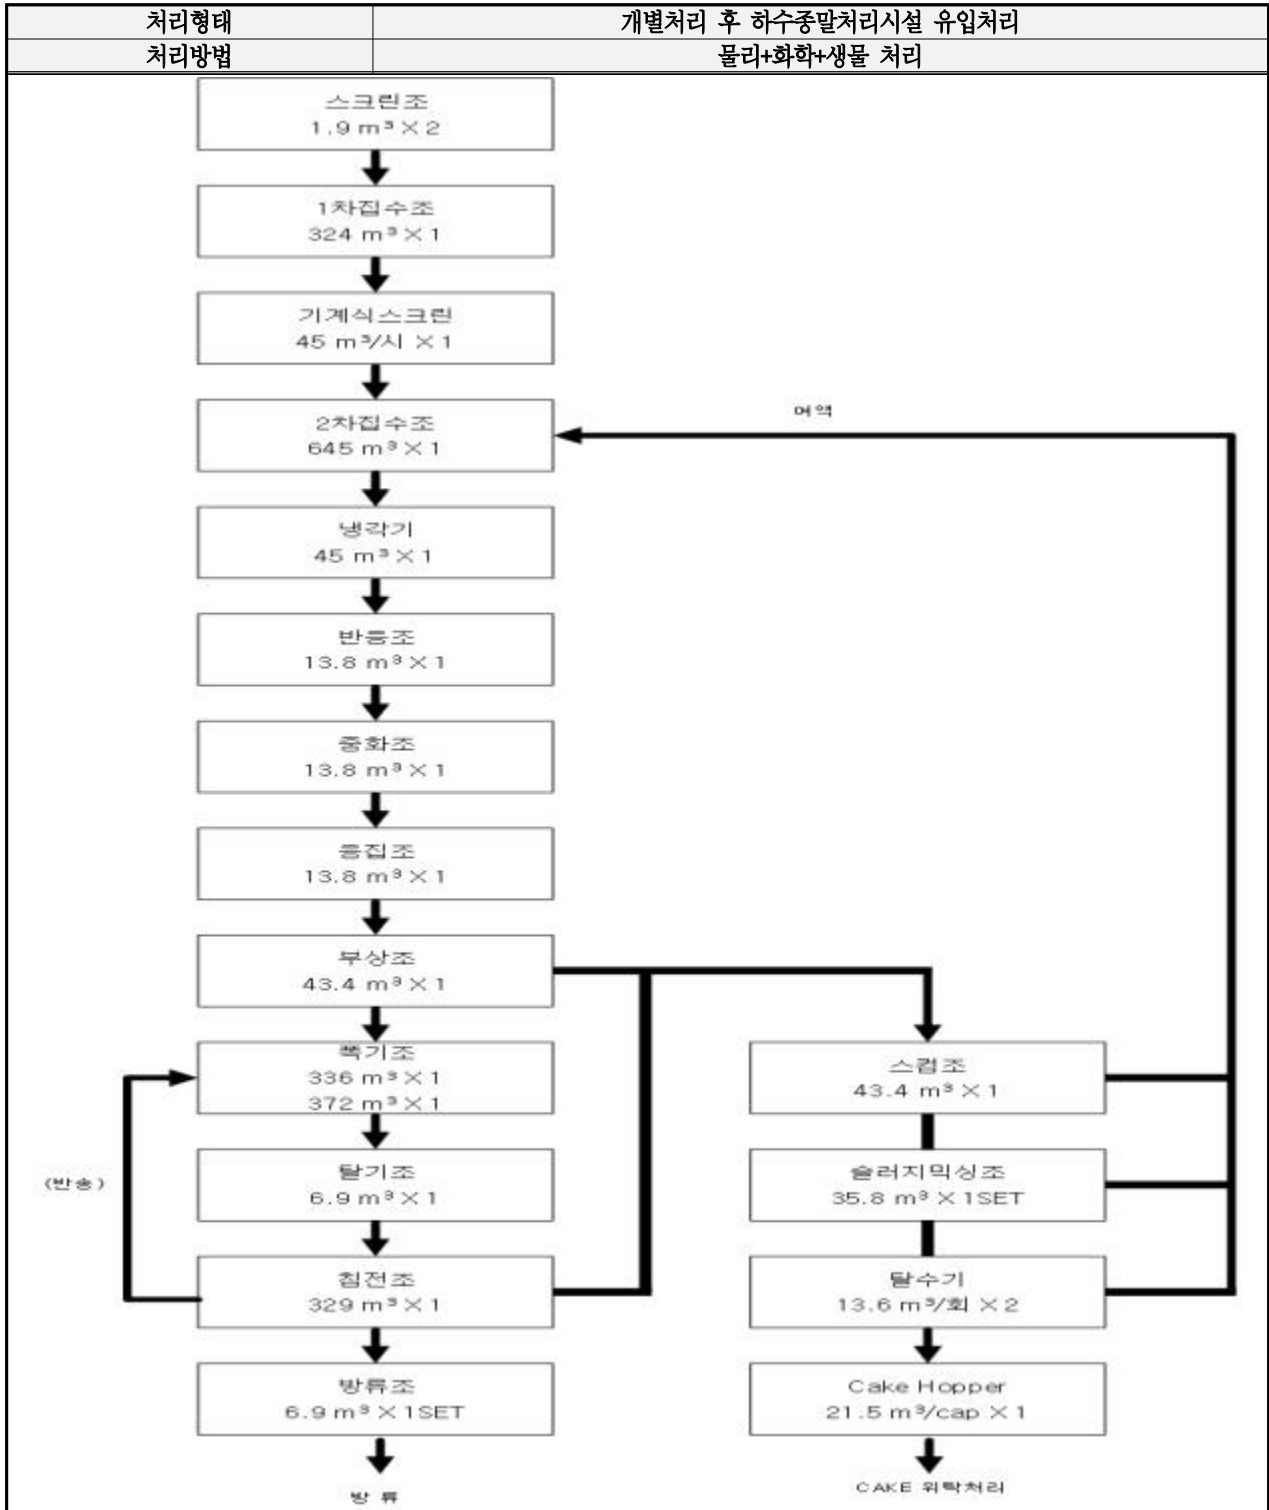 처리형태 개별처리 후 하수종말처리시설 유입처리
처리방법 물리+화학+생물 처리
스크린조
1.9 m³ × 2
1차집수조
324 m³ × 1
기계식스크린
45 m³/시 × 1
2차집수조
645 m³ × 1
여액
냉각기
45 m³ × 1
반응조
13.8 m³ × 1
중화조
13.8 m³ × 1
응집조
13.8 m³ × 1
부상조
43.4 m³ × 1
폭기조
336 m³ × 1
372 m³ × 1
스컴조
43.4 m³ × 1
(반송)
탈기조
6.9 m³ × 1
슬러지믹싱조
35.8 m³ × 1SET
침전조
329 m³ × 1
탈수기
13.6 m³/회 × 2
방류조
6.9 m³ × 1SET
Cake Hopper
21.5 m³/cap × 1
방 류
CAKE 위탁처리